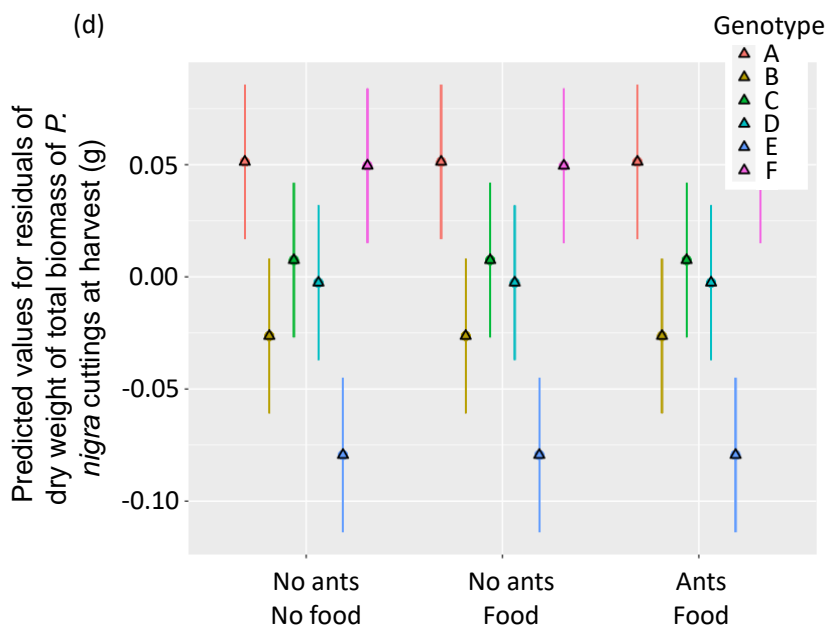 (d)
Genotype
A
B
C
D
E
F
Predicted values for residuals of
dry weight of total biomass of P.
nigra cuttings at harvest (g)
0.05
0.00
-0.05
-0.10
No ants
No food
No ants
Food
Ants
Food